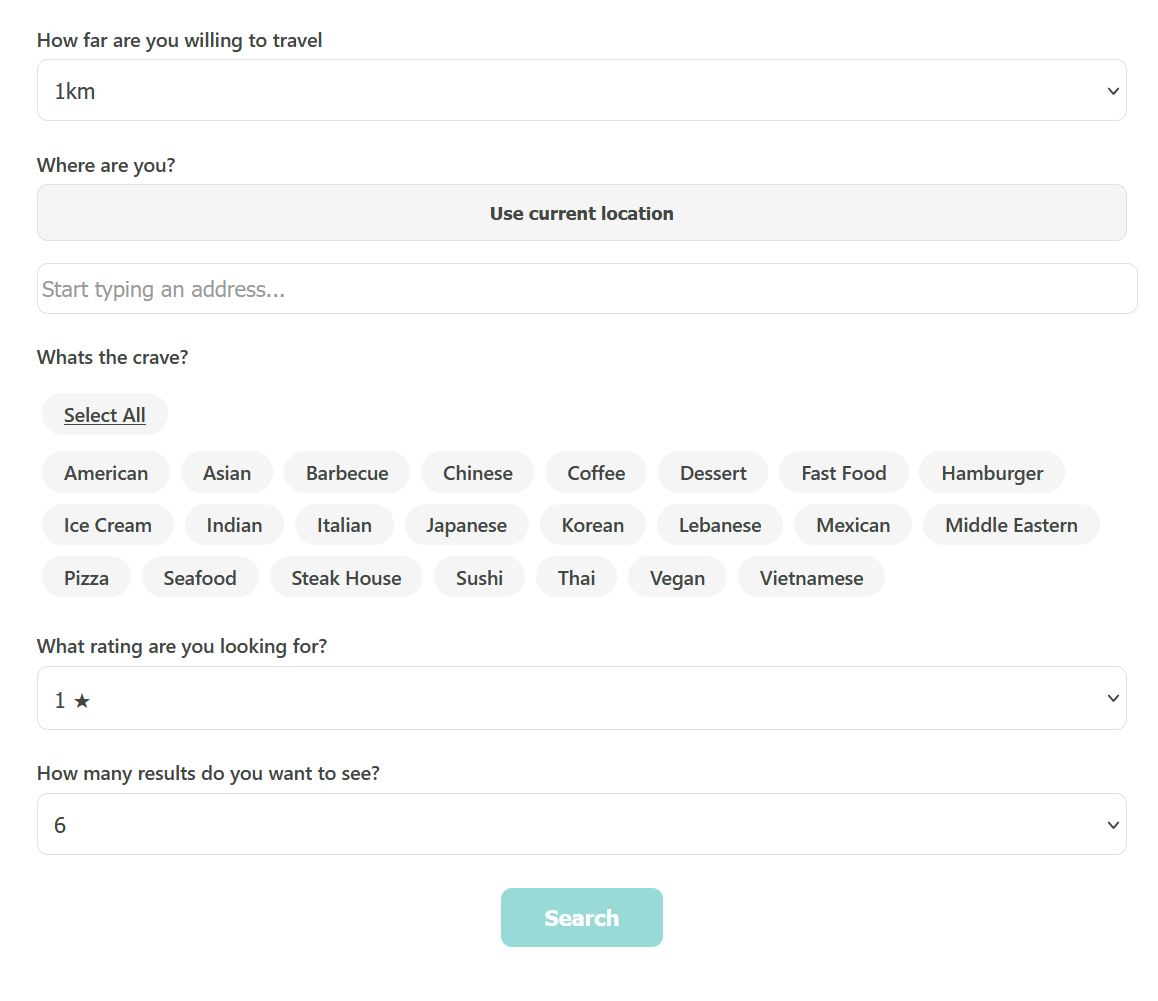 How far are you willing to travel
1km
Where are you?
Use current location
Start typing an address...
Whats the crave?
Select All
American Asian Barbecue Chinese Coffee Dessert Fast Food Hamburger
Ice Cream Indian Italian Japanese Korean Lebanese Mexican Middle Eastern
Pizza Seafood Steak House Sushi Thai Vegan Vietnamese
What rating are you looking for?
1 ★
How many results do you want to see?
6
Search